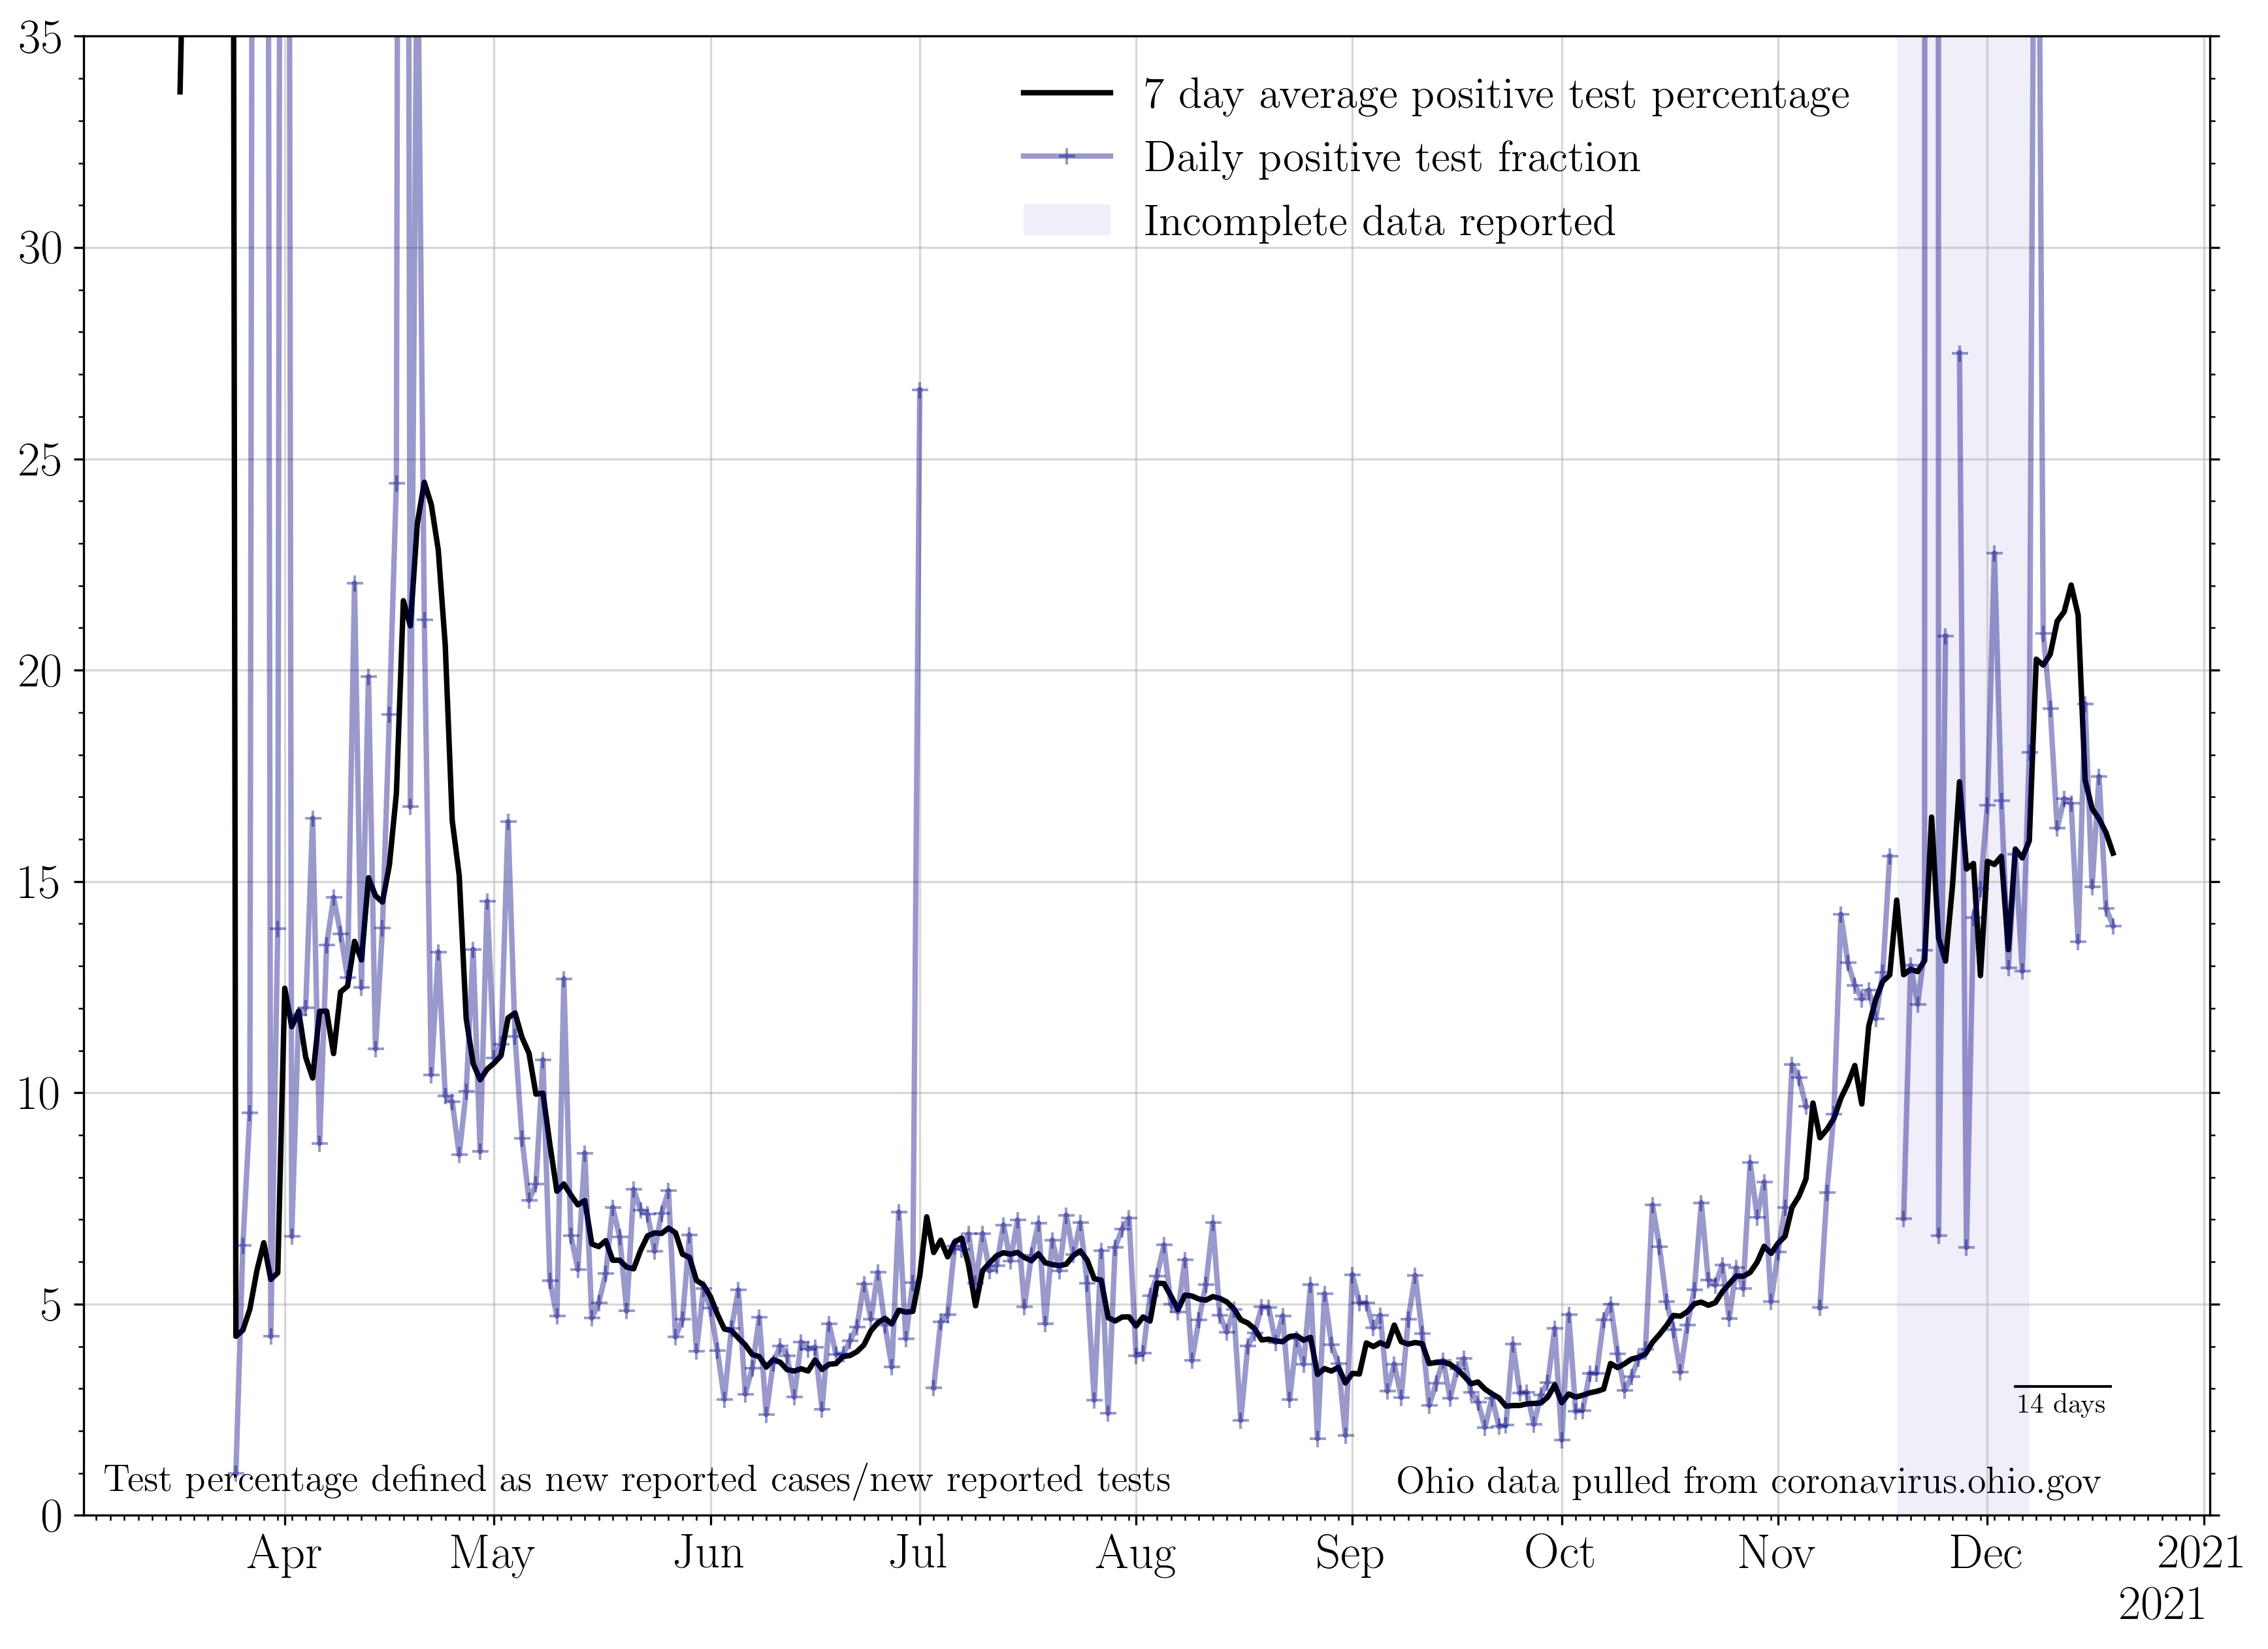 35
30
25
20
15
10
5
0
7 day average positive test percentage
Daily positive test fraction
Incomplete data reported
14 days
Test percentage defined as new reported cases/new reported tests
Ohio data pulled from coronavirus.ohio.gov
Apr May Jun Jul Aug Sep Oct Nov Dec 2021
2021